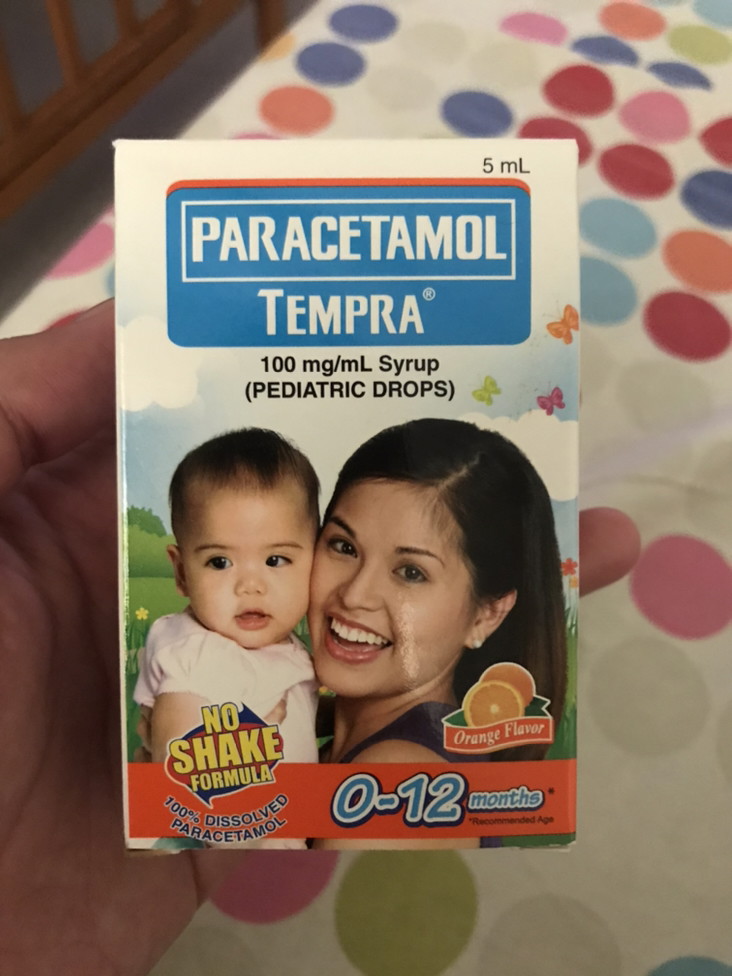 5 mL
PARACETAMOL
TEMPRA®
100 mg/mL Syrup
(PEDIATRIC DROPS)
NO
SHAKE
FORMULA
100% DISSOLVED
PARACETAMOL
Orange Flavor
0-12 months*
*Recommended Age